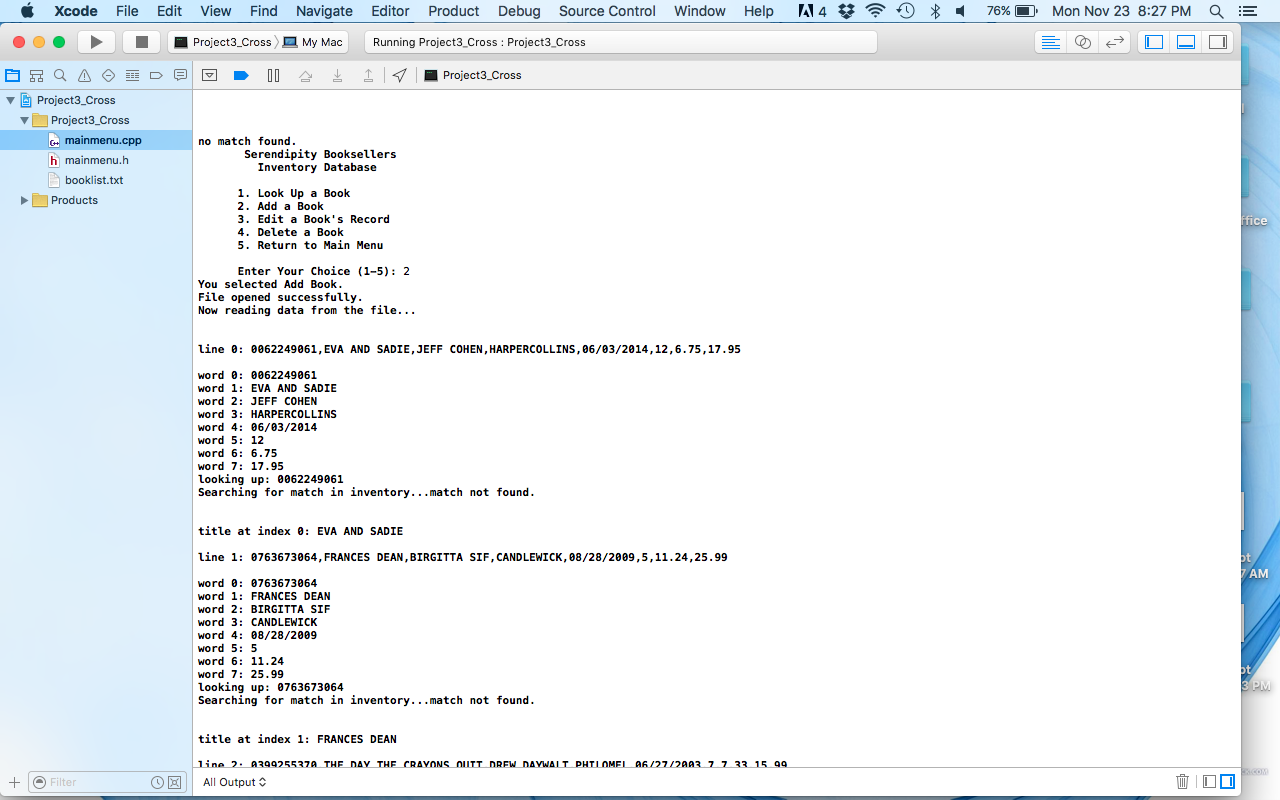 Xcode File Edit View Find Navigate Editor Product Debug Source Control Window Help 4 76% Mon Nov 23 8:27 PM
Project3_Cross My Mac Running Project3_Cross : Project3_Cross
Project3_Cross
Project3_Cross
Project3_Cross
mainmenu.cpp
mainmenu.h
booklist.txt
Products
no match found.
Serendipity Booksellers
Inventory Database
1. Look Up a Book
2. Add a Book
3. Edit a Book's Record
4. Delete a Book
5. Return to Main Menu
Enter Your Choice (1-5): 2
You selected Add Book.
File opened successfully.
Now reading data from the file...
line 0: 0062249061,EVA AND SADIE,JEFF COHEN,HARPERCOLLINS,06/03/2014,12,6.75,17.95
word 0: 0062249061
word 1: EVA AND SADIE
word 2: JEFF COHEN
word 3: HARPERCOLLINS
word 4: 06/03/2014
word 5: 12
word 6: 6.75
word 7: 17.95
looking up: 0062249061
Searching for match in inventory...match not found.
title at index 0: EVA AND SADIE
line 1: 0763673064,FRANCES DEAN,BIRGITTA SIF,CANDLEWICK,08/28/2009,5,11.24,25.99
word 0: 0763673064
word 1: FRANCES DEAN
word 2: BIRGITTA SIF
word 3: CANDLEWICK
word 4: 08/28/2009
word 5: 5
word 6: 11.24
word 7: 25.99
looking up: 0763673064
Searching for match in inventory...match not found.
title at index 1: FRANCES DEAN
line 2: 0399255370,THE DAY THE CRAYONS QUIT,DREW DAYWALT,PHILOMEL,06/27/2003,7,7.33,15.99
Filter
All Output
ffice
ot
7 AM
ot
3 PM